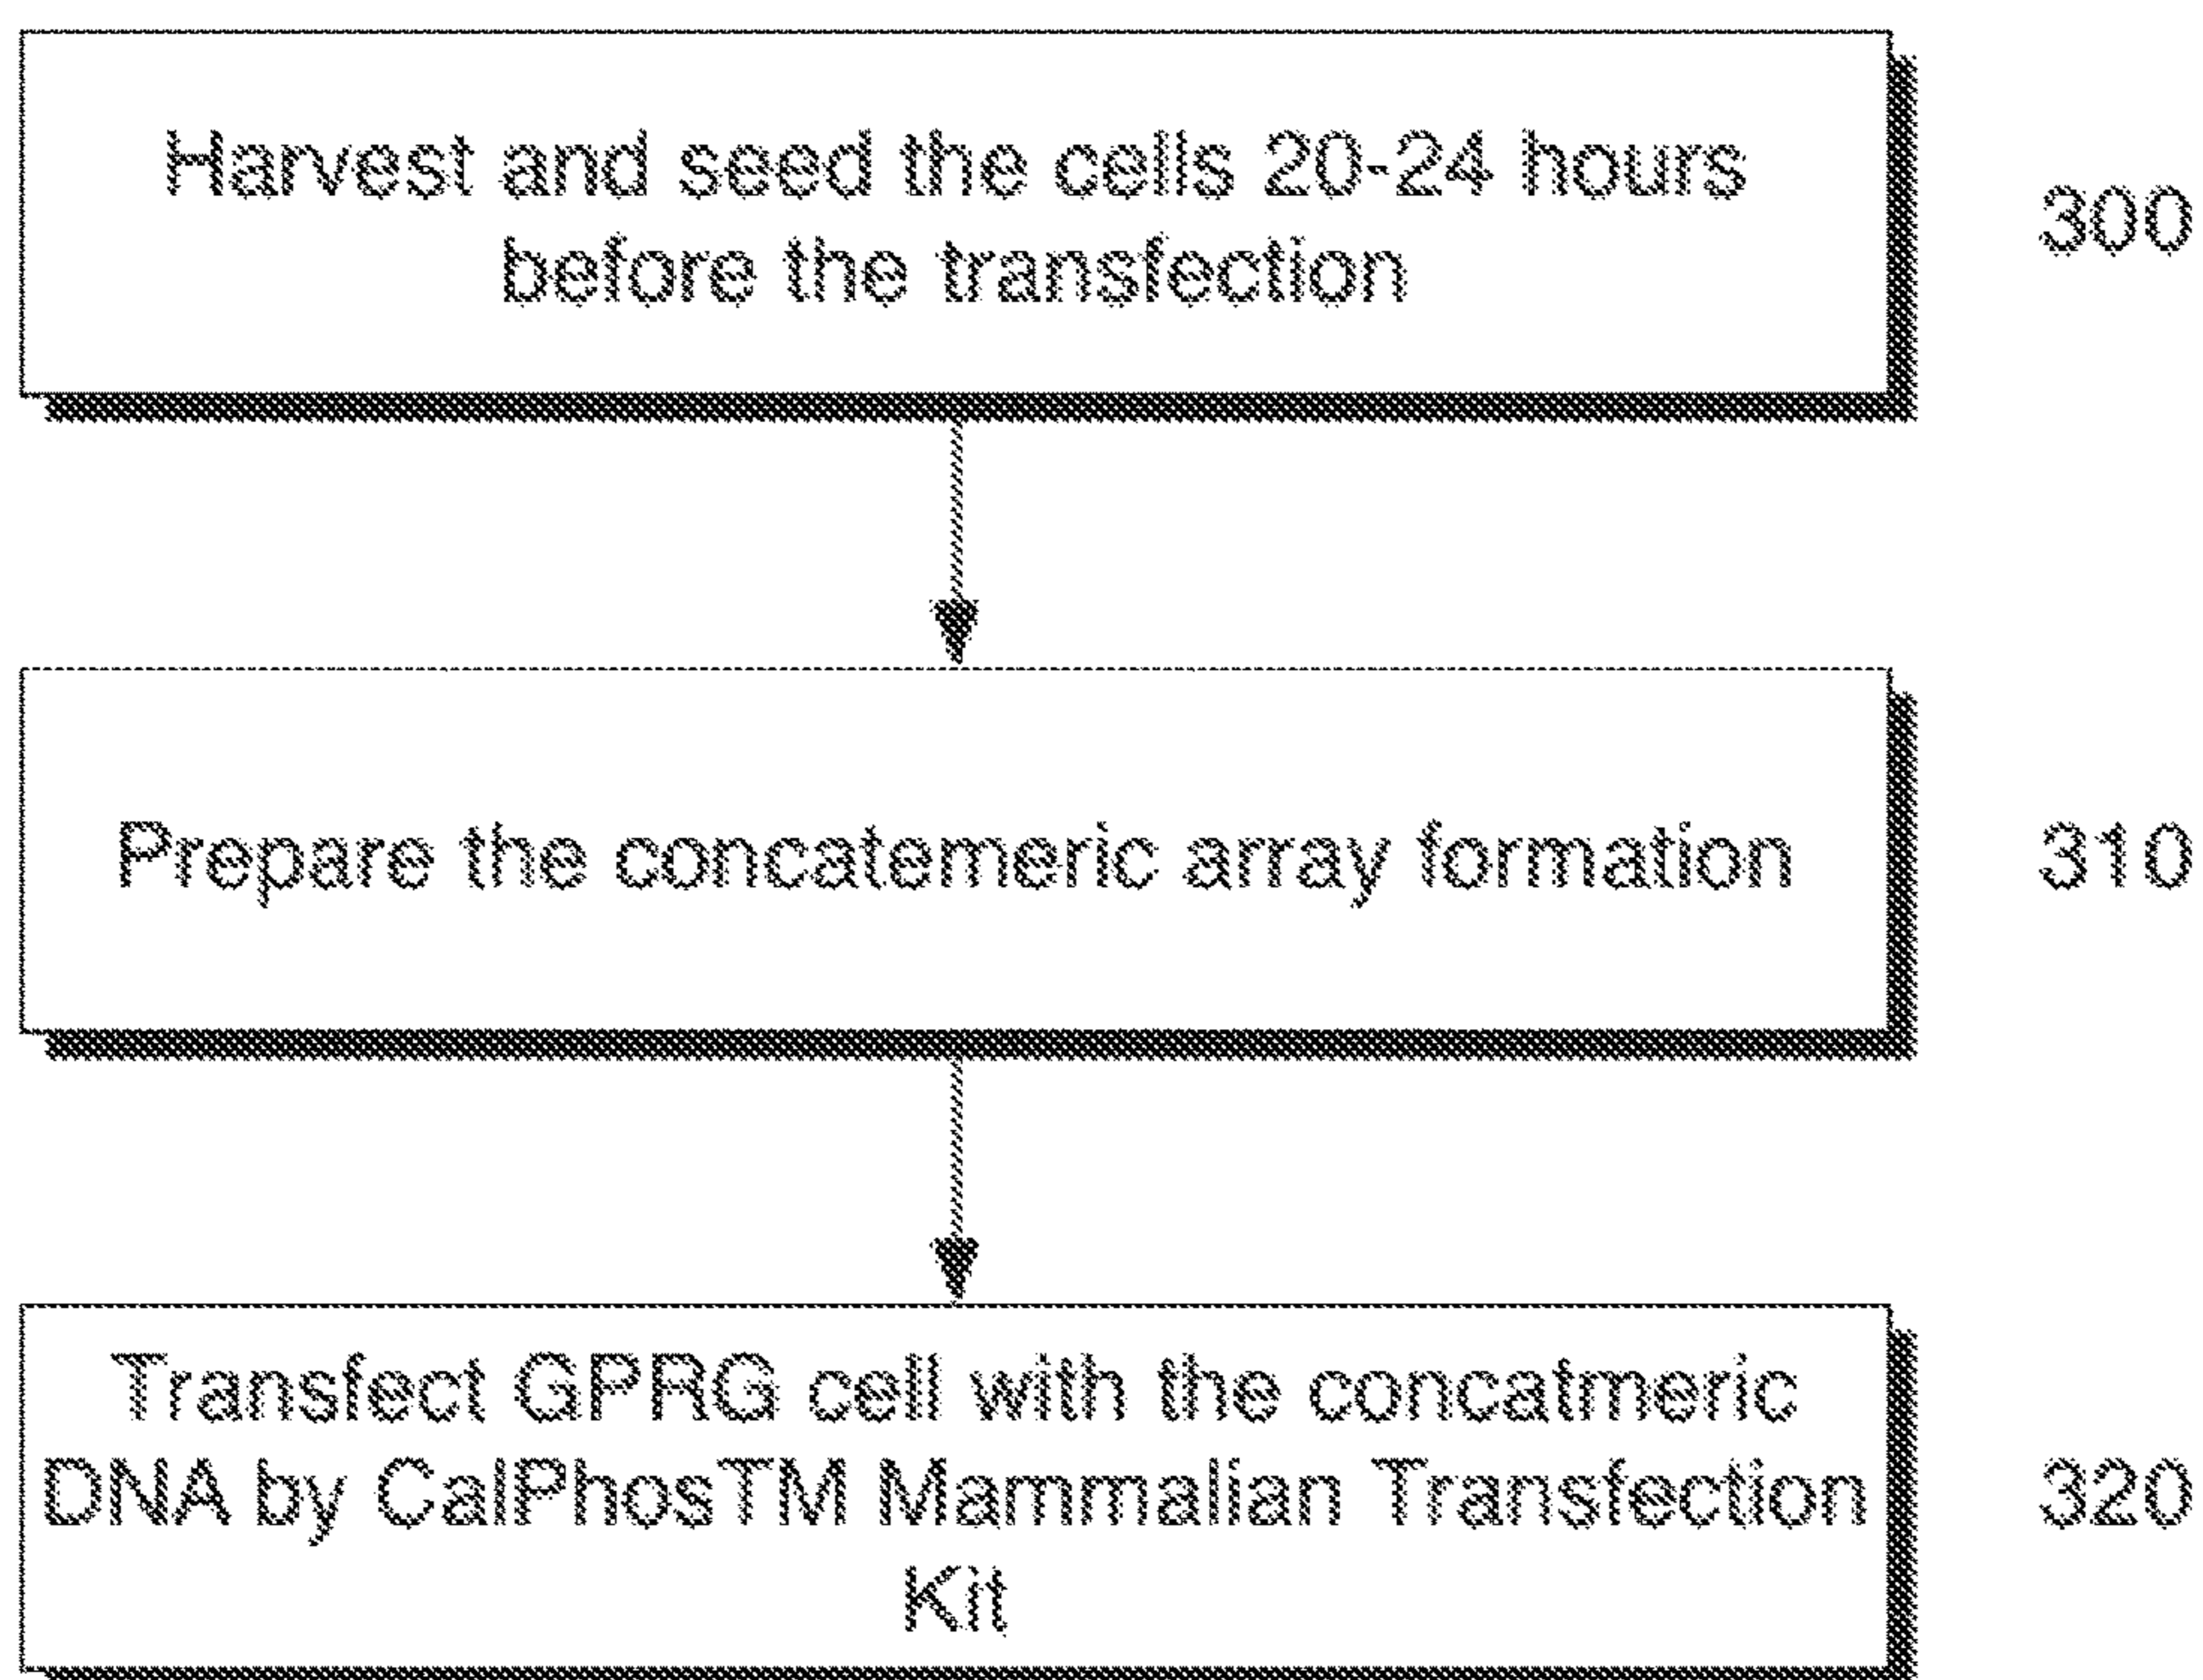 Harvest and seed the cells 20-24 hours
before the transfection
300
Prepare the concatemeric array formation
310
Transfect GPRG cell with the concatmeric
DNA by CalPhosTM Mammalian Transfection
Kit
320